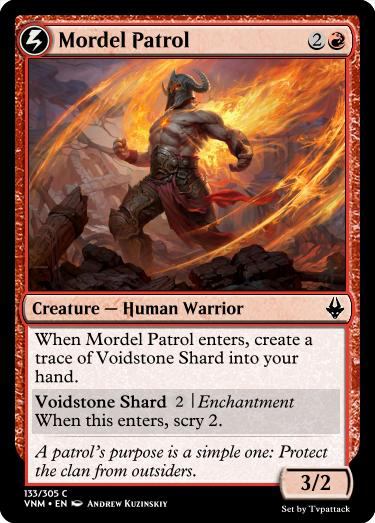 Mordel Patrol 2
Creature — Human Warrior
When Mordel Patrol enters, create a
trace of Voidstone Shard into your
hand.
Voidstone Shard 2 | Enchantment
When this enters, scry 2.
A patrol's purpose is a simple one: Protect
the clan from outsiders.
3/2
133/305 C
VNM • EN Andrew Kuzinskiy
Set by Tvpattack